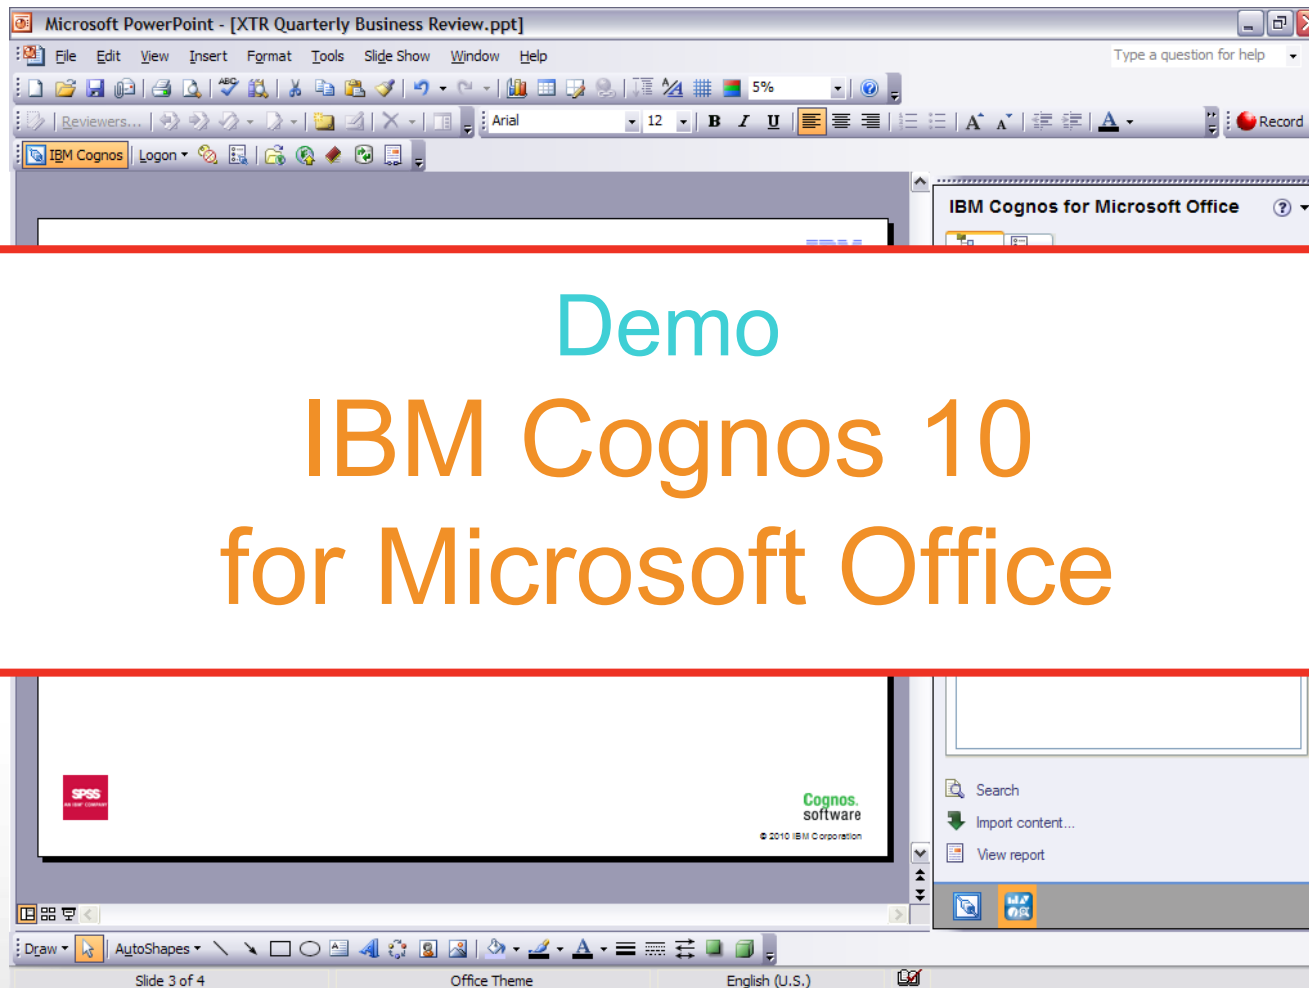 Microsoft PowerPoint - [XTR Quarterly Business Review.ppt]
File Edit View Insert Format Tools Slide Show Window Help
Type a question for help
5%
Reviewers... Arial 12 B I U A A A Record
IBM Cognos Logon
IBM Cognos for Microsoft Office
Demo
IBM Cognos 10
for Microsoft Office
SPSS
AN IBM COMPANY
Cognos.
software
© 2010 IBM Corporation
Search
Import content...
View report
Draw AutoShapes A
Slide 3 of 4 Office Theme English (U.S.)